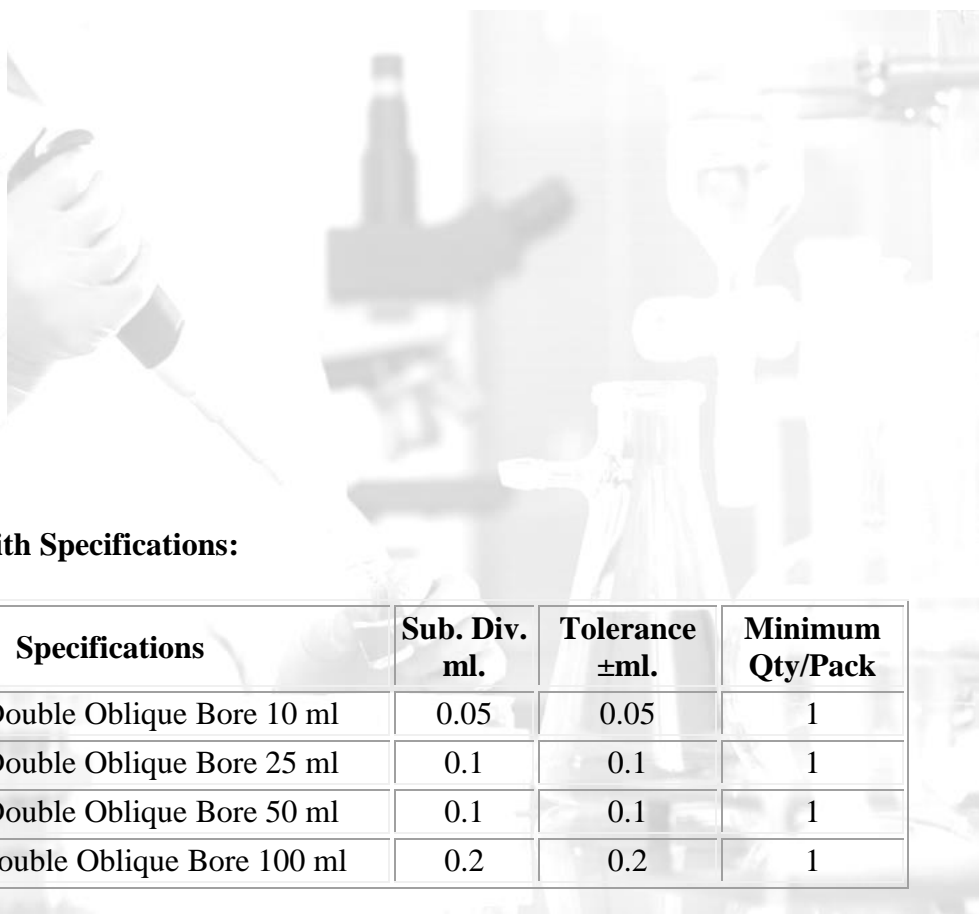 ith Specifications:
Specifications Sub. Div. ml. Tolerance ±ml. Minimum Qty/Pack
Double Oblique Bore 10 ml 0.05 0.05 1
Double Oblique Bore 25 ml 0.1 0.1 1
Double Oblique Bore 50 ml 0.1 0.1 1
ouble Oblique Bore 100 ml 0.2 0.2 1